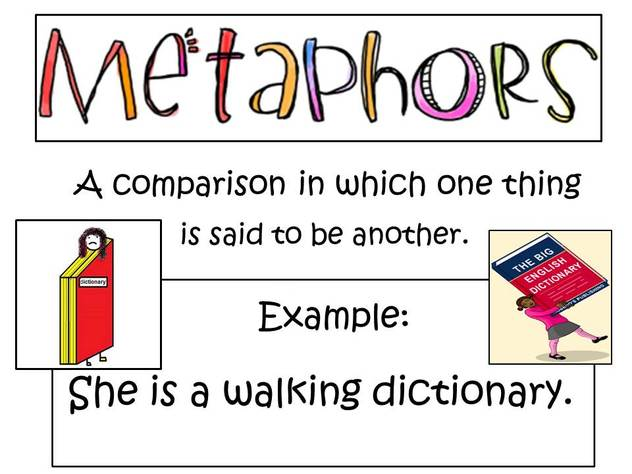 Metaphors
A comparison in which one thing
is said to be another.
dictionary
THE BIG
ENGLISH
DICTIONARY
Example:
She is a walking dictionary.